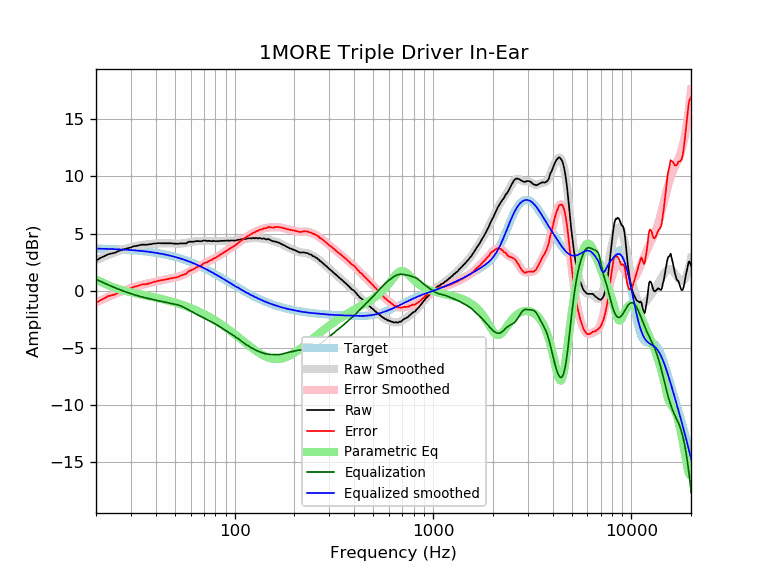 1MORE Triple Driver In-Ear
Amplitude (dBr)
15
10
5
0
−5
−10
−15
Target
Raw Smoothed
Error Smoothed
Raw
Error
Parametric Eq
Equalization
Equalized smoothed
100 1000 10000
Frequency (Hz)